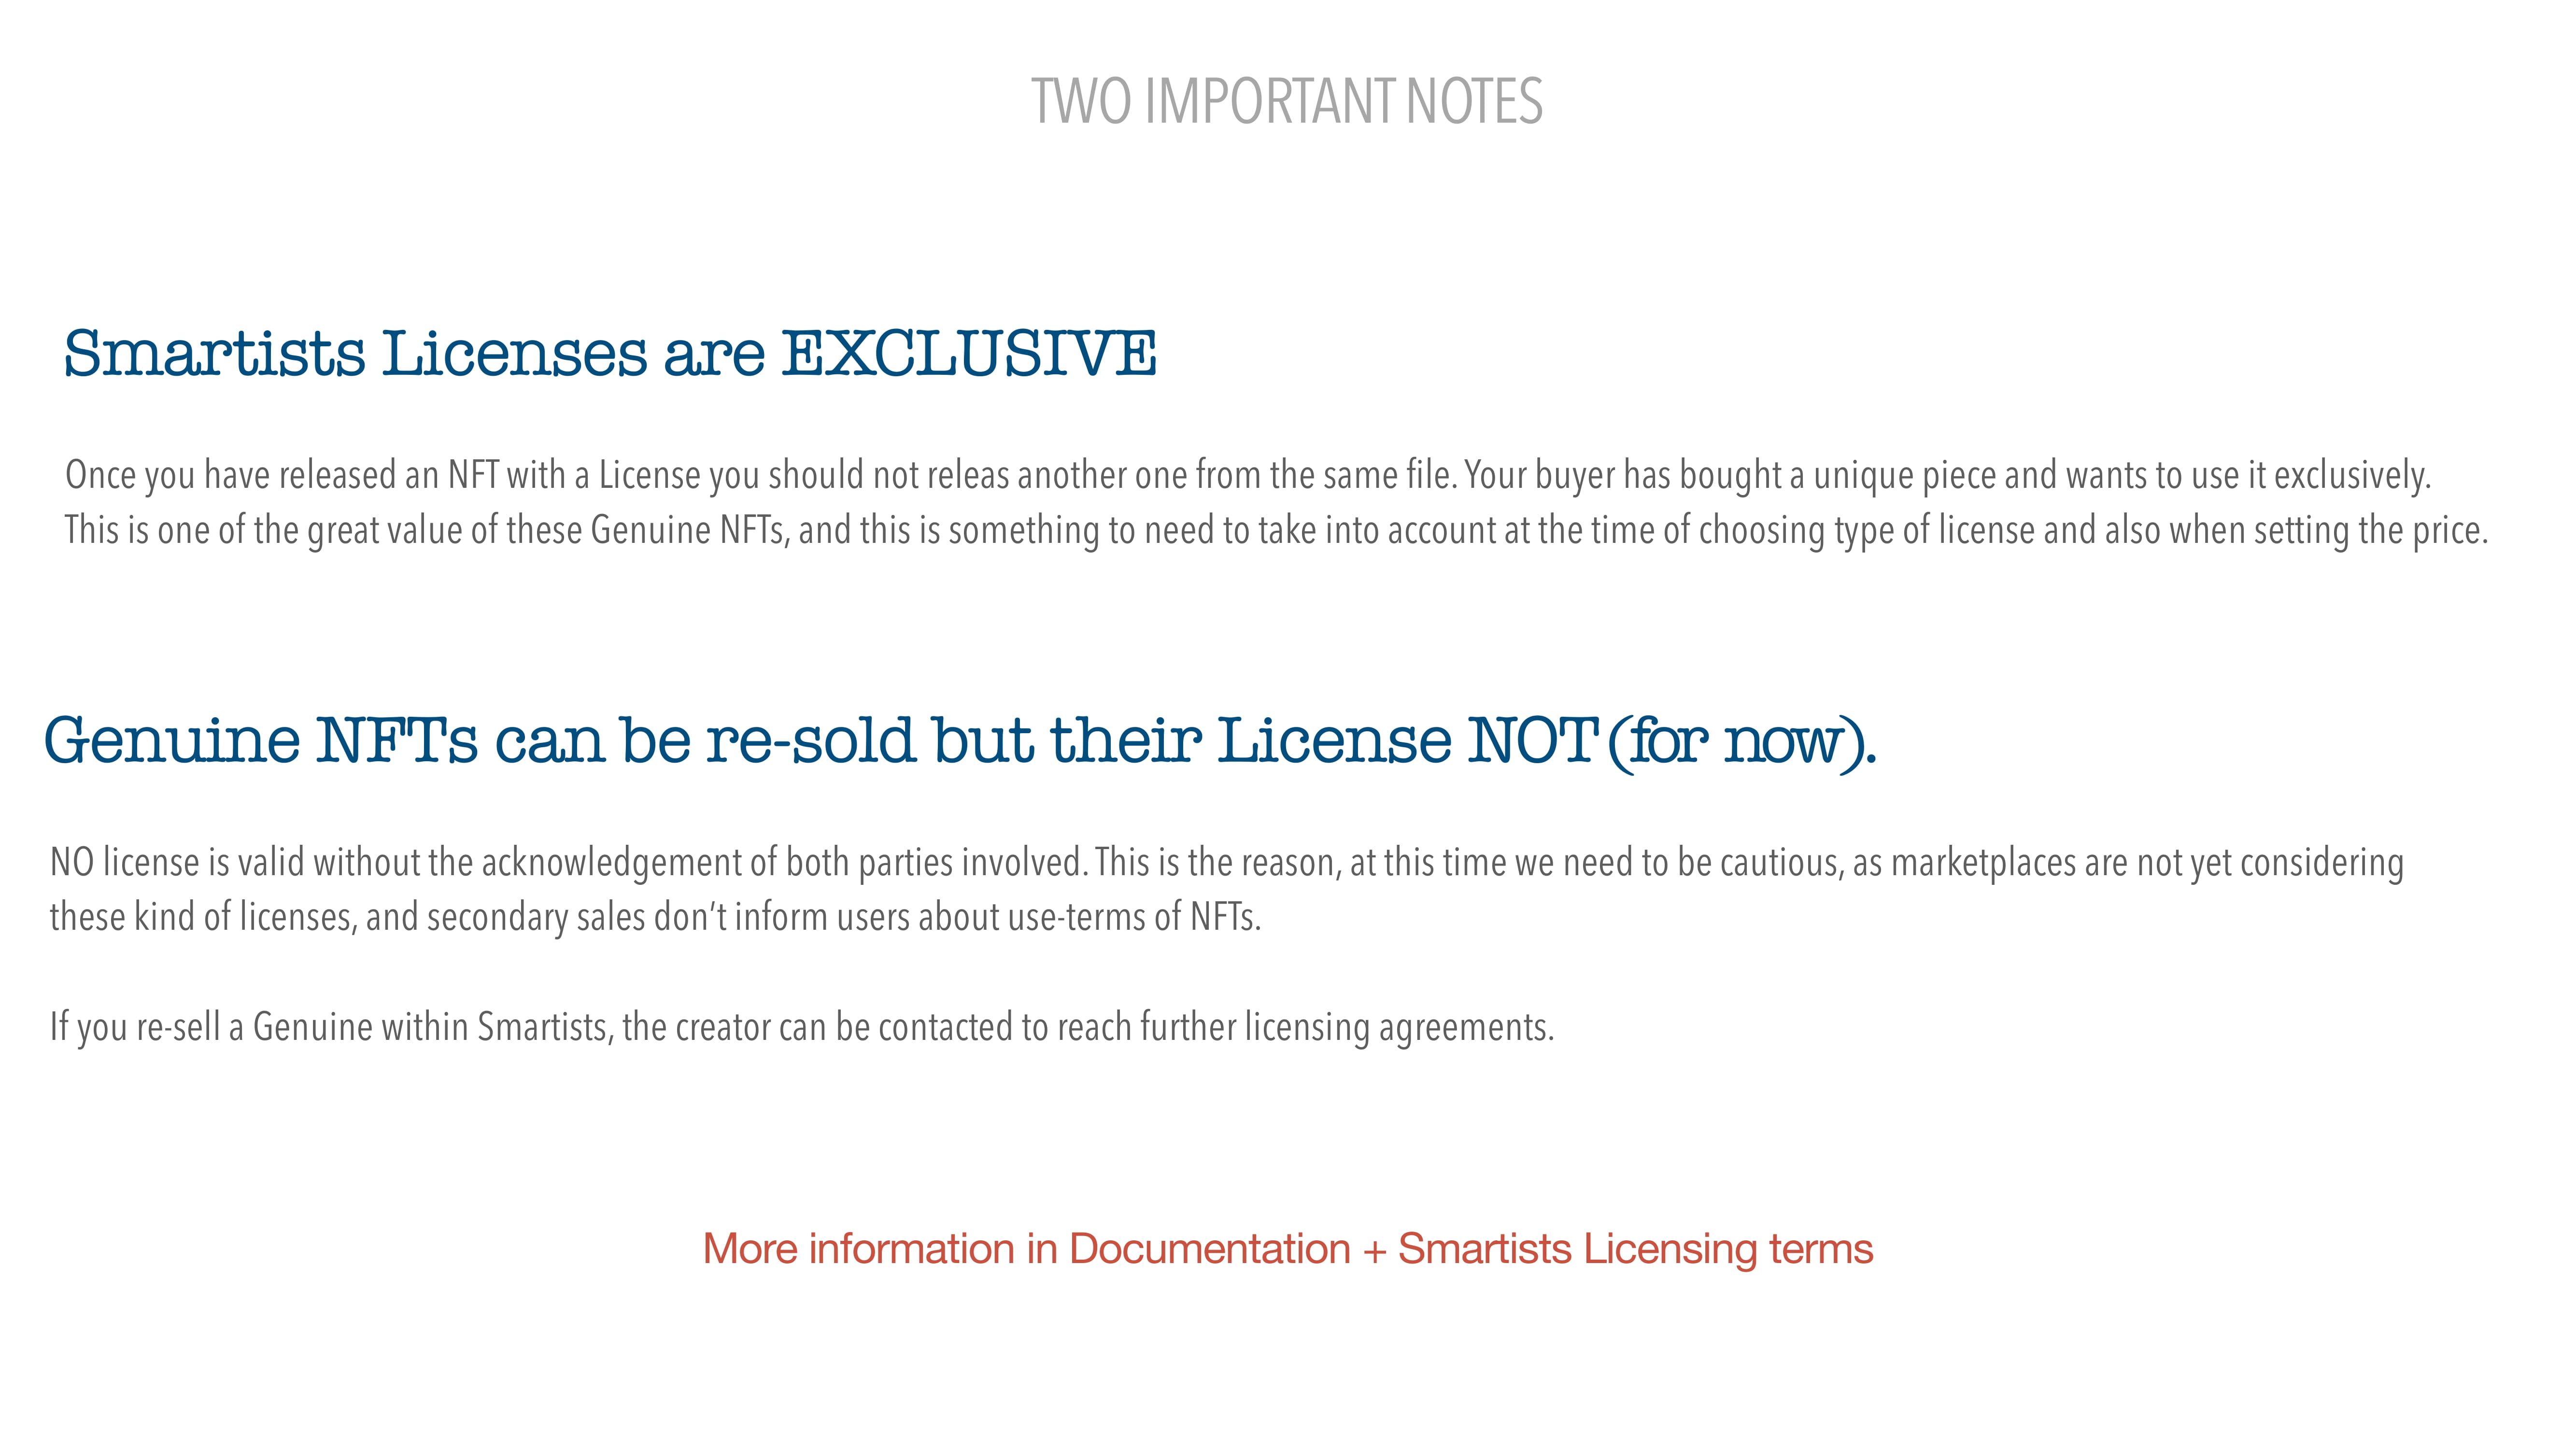 TWO IMPORTANT NOTES
Smartists Licenses are EXCLUSIVE
Once you have released an NFT with a License you should not releas another one from the same file. Your buyer has bought a unique piece and wants to use it exclusively.
This is one of the great value of these Genuine NFTs, and this is something to need to take into account at the time of choosing type of license and also when setting the price.
Genuine NFTs can be re-sold but their License NOT (for now).
NO license is valid without the acknowledgement of both parties involved. This is the reason, at this time we need to be cautious, as marketplaces are not yet considering
these kind of licenses, and secondary sales don’t inform users about use-terms of NFTs.
If you re-sell a Genuine within Smartists, the creator can be contacted to reach further licensing agreements.
More information in Documentation + Smartists Licensing terms